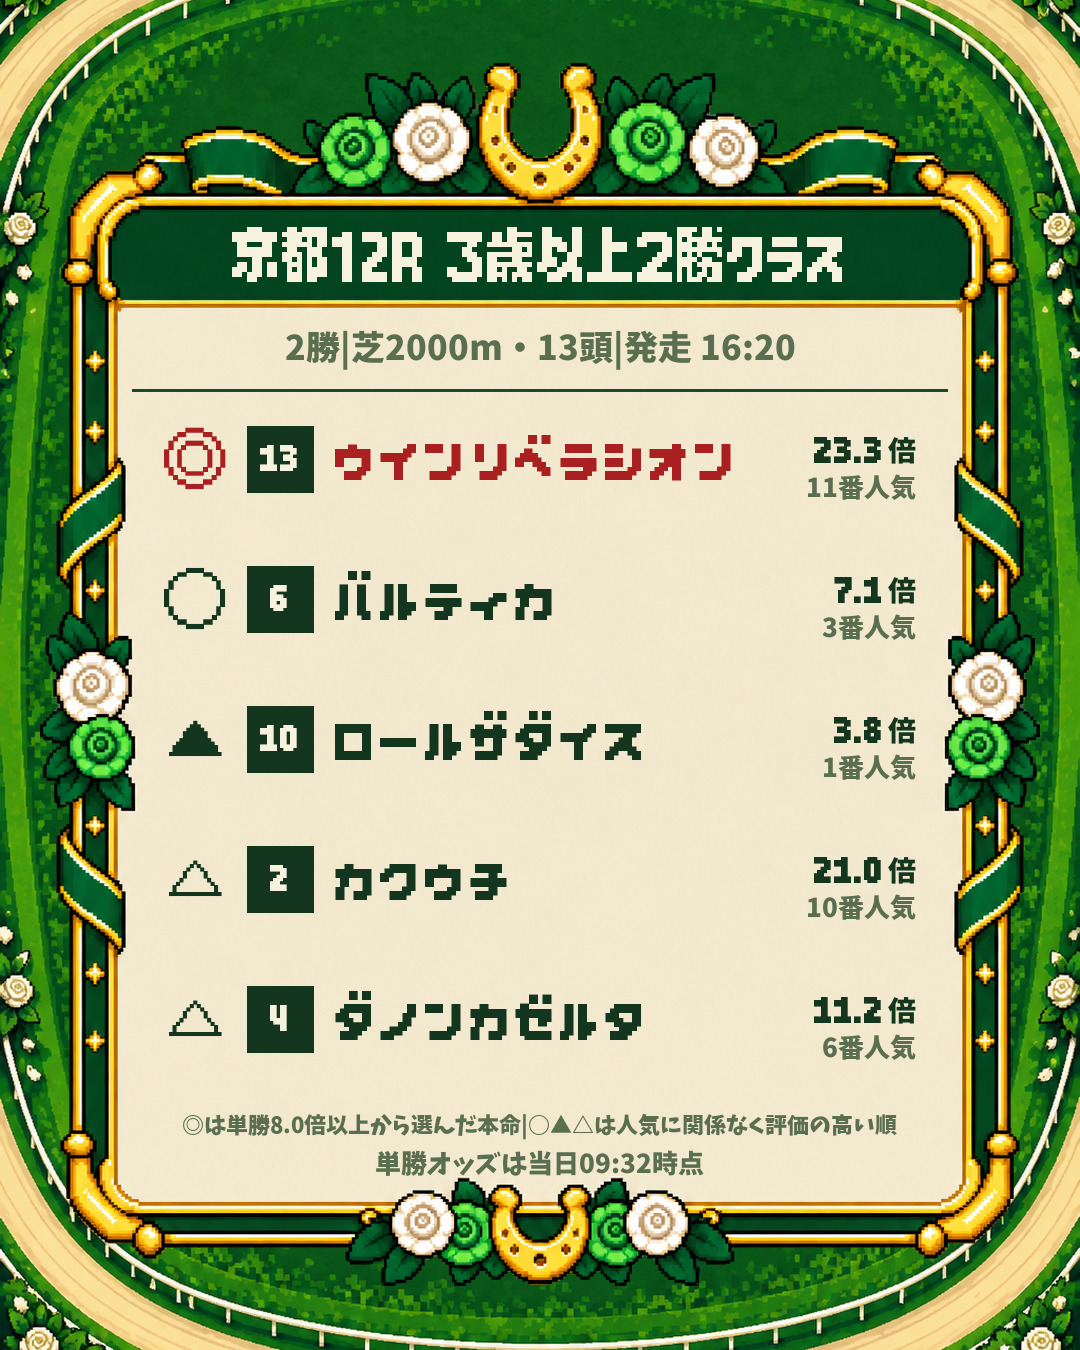 京都12R 3歳以上2勝クラス
2勝|芝2000m・13頭|発走 16:20
◎ 13 ウインリベラシオン 23.3倍
11番人気
○ 6 バルティカ 7.1倍
3番人気
▲ 10 ロールザダイス 3.8倍
1番人気
△ 2 カクウチ 21.0倍
10番人気
△ 4 ダノンカゼルタ 11.2倍
6番人気
◎は単勝8.0倍以上から選んだ本命|○▲△は人気に関係なく評価の高い順
単勝オッズは当日09:32時点